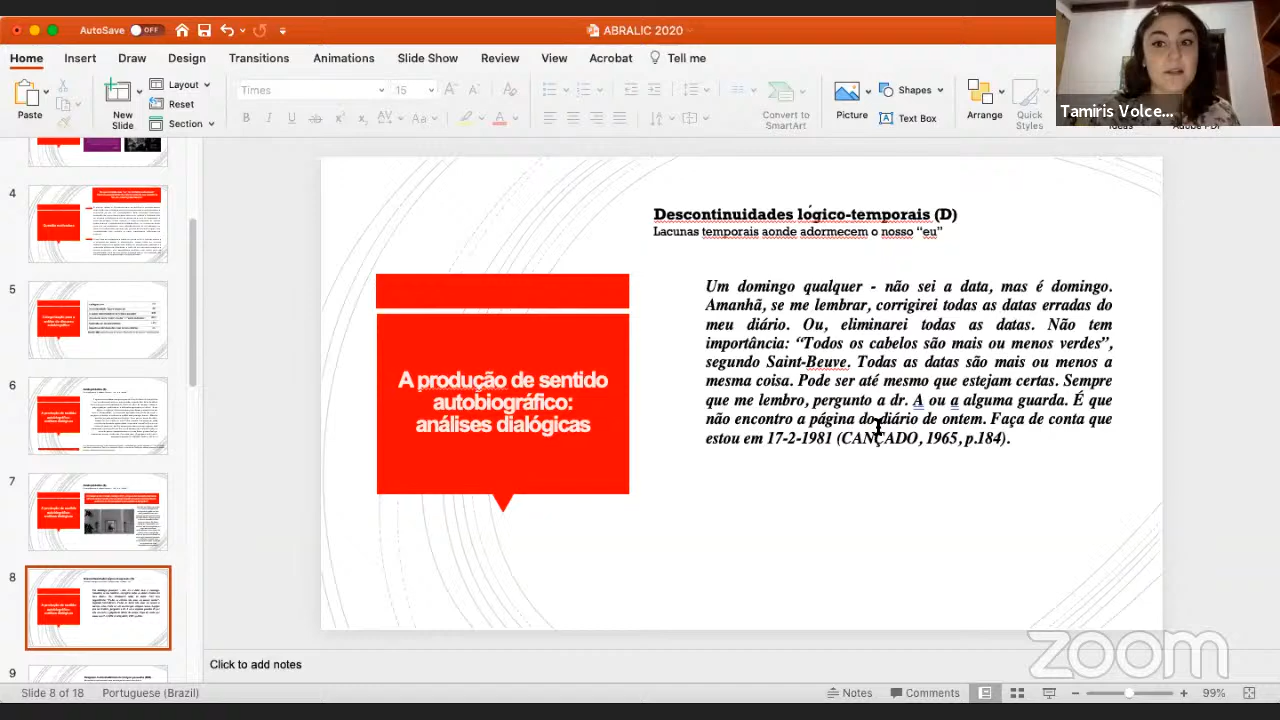 AutoSave OFF
ABRALIC 2020
Home Insert Draw Design Transitions Animations Slide Show Review View Acrobat Tell me
Paste
New Slide
Layout
Reset
Section
Times 15
Convert to SmartArt
Picture
Shapes
Text Box
Arrange
Quick Styles
Tamiris Volce...
4
5
6
7
8
9
Descontinuidades lógico-temporais (D)
Lacunas temporais aonde adormecem o nosso “eu”
A produção de sentido
autobiográfico:
análises dialógicas
Um domingo qualquer - não sei a data, mas é domingo.
Amanhã, se me lembrar, corrigirei todas as datas erradas do
meu diário. Ou, eliminarei todas as datas. Não tem
importância: “Todos os cabelos são mais ou menos verdes”,
segundo Saint-Beuve. Todas as datas são mais ou menos a
mesma coisa. Pode ser até mesmo que estejam certas. Sempre
que me lembro, pergunto a dr. A ou a alguma guarda. É que
não encontro a página do diário de ontem. Faça de conta que
estou em 17-2-1981 (CANÇADO, 1965, p.184).
Click to add notes
zoom
Slide 8 of 18 Portuguese (Brazil) Notes Comments 99%